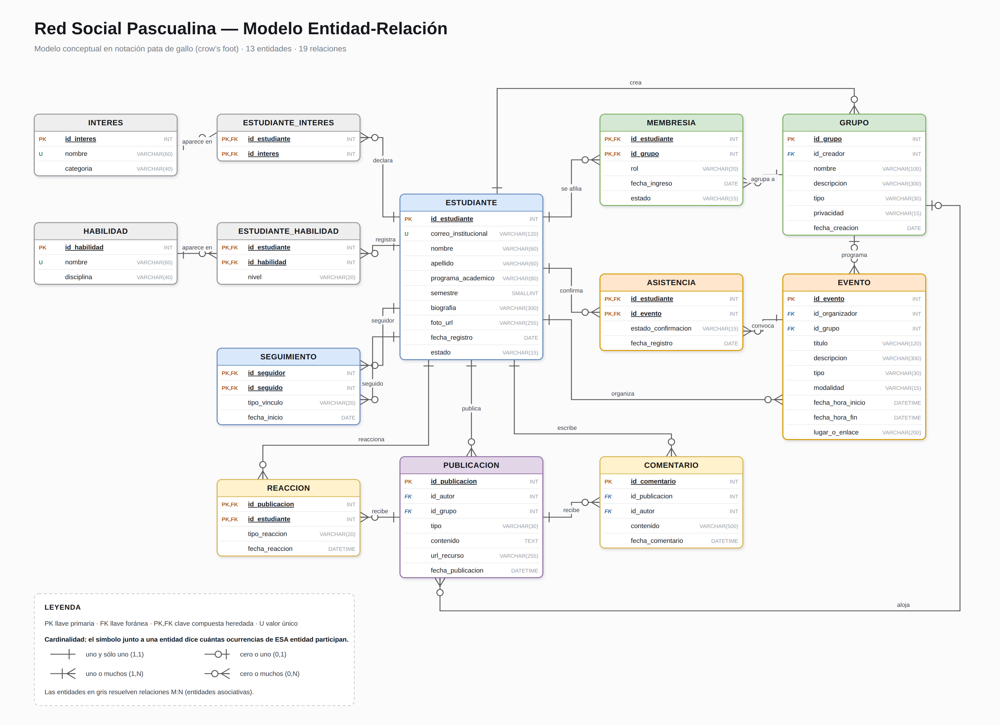 Red Social Pascualina — Modelo Entidad-Relación
Modelo conceptual en notación pata de gallo (crow’s foot) · 13 entidades · 19 relaciones
crea
INTERES
PK id_interes INT
U nombre VARCHAR(60)
categoria VARCHAR(40)
aparece en
ESTUDIANTE_INTERES
PK,FK id_estudiante INT
PK,FK id_interes INT
declara
MEMBRESIA
PK,FK id_estudiante INT
PK,FK id_grupo INT
rol VARCHAR(20)
fecha_ingreso DATE
estado VARCHAR(15)
se afilia
agrupa a
GRUPO
PK id_grupo INT
FK id_creador INT
nombre VARCHAR(100)
descripcion VARCHAR(300)
tipo VARCHAR(30)
privacidad VARCHAR(15)
fecha_creacion DATE
HABILIDAD
PK id_habilidad INT
U nombre VARCHAR(60)
disciplina VARCHAR(40)
aparece en
ESTUDIANTE_HABILIDAD
PK,FK id_estudiante INT
PK,FK id_habilidad INT
nivel VARCHAR(20)
registra
ESTUDIANTE
PK id_estudiante INT
U correo_institucional VARCHAR(120)
nombre VARCHAR(60)
apellido VARCHAR(60)
programa_academico VARCHAR(80)
semestre SMALLINT
biografia VARCHAR(300)
foto_url VARCHAR(255)
fecha_registro DATE
estado VARCHAR(15)
programa
confirma
ASISTENCIA
PK,FK id_estudiante INT
PK,FK id_evento INT
estado_confirmacion VARCHAR(15)
fecha_registro DATE
convoca
EVENTO
PK id_evento INT
FK id_organizador INT
FK id_grupo INT
titulo VARCHAR(120)
descripcion VARCHAR(300)
tipo VARCHAR(30)
modalidad VARCHAR(15)
fecha_hora_inicio DATETIME
fecha_hora_fin DATETIME
lugar_o_enlace VARCHAR(200)
seguidor
SEGUIMIENTO
PK,FK id_seguidor INT
PK,FK id_seguido INT
tipo_vinculo VARCHAR(20)
fecha_inicio DATE
seguido
organiza
publica
escribe
reacciona
REACCION
PK,FK id_publicacion INT
PK,FK id_estudiante INT
tipo_reaccion VARCHAR(20)
fecha_reaccion DATETIME
recibe
PUBLICACION
PK id_publicacion INT
FK id_autor INT
FK id_grupo INT
tipo VARCHAR(30)
contenido TEXT
url_recurso VARCHAR(255)
fecha_publicacion DATETIME
recibe
COMENTARIO
PK id_comentario INT
FK id_publicacion INT
FK id_autor INT
contenido VARCHAR(500)
fecha_comentario DATETIME
aloja
LEYENDA
PK llave primaria · FK llave foránea · PK,FK clave compuesta heredada · U valor único
Cardinalidad: el símbolo junto a una entidad dice cuántas ocurrencias de ESA entidad participan.
uno y sólo uno (1,1) cero o uno (0,1)
uno o muchos (1,N) cero o muchos (0,N)
Las entidades en gris resuelven relaciones M:N (entidades asociativas).